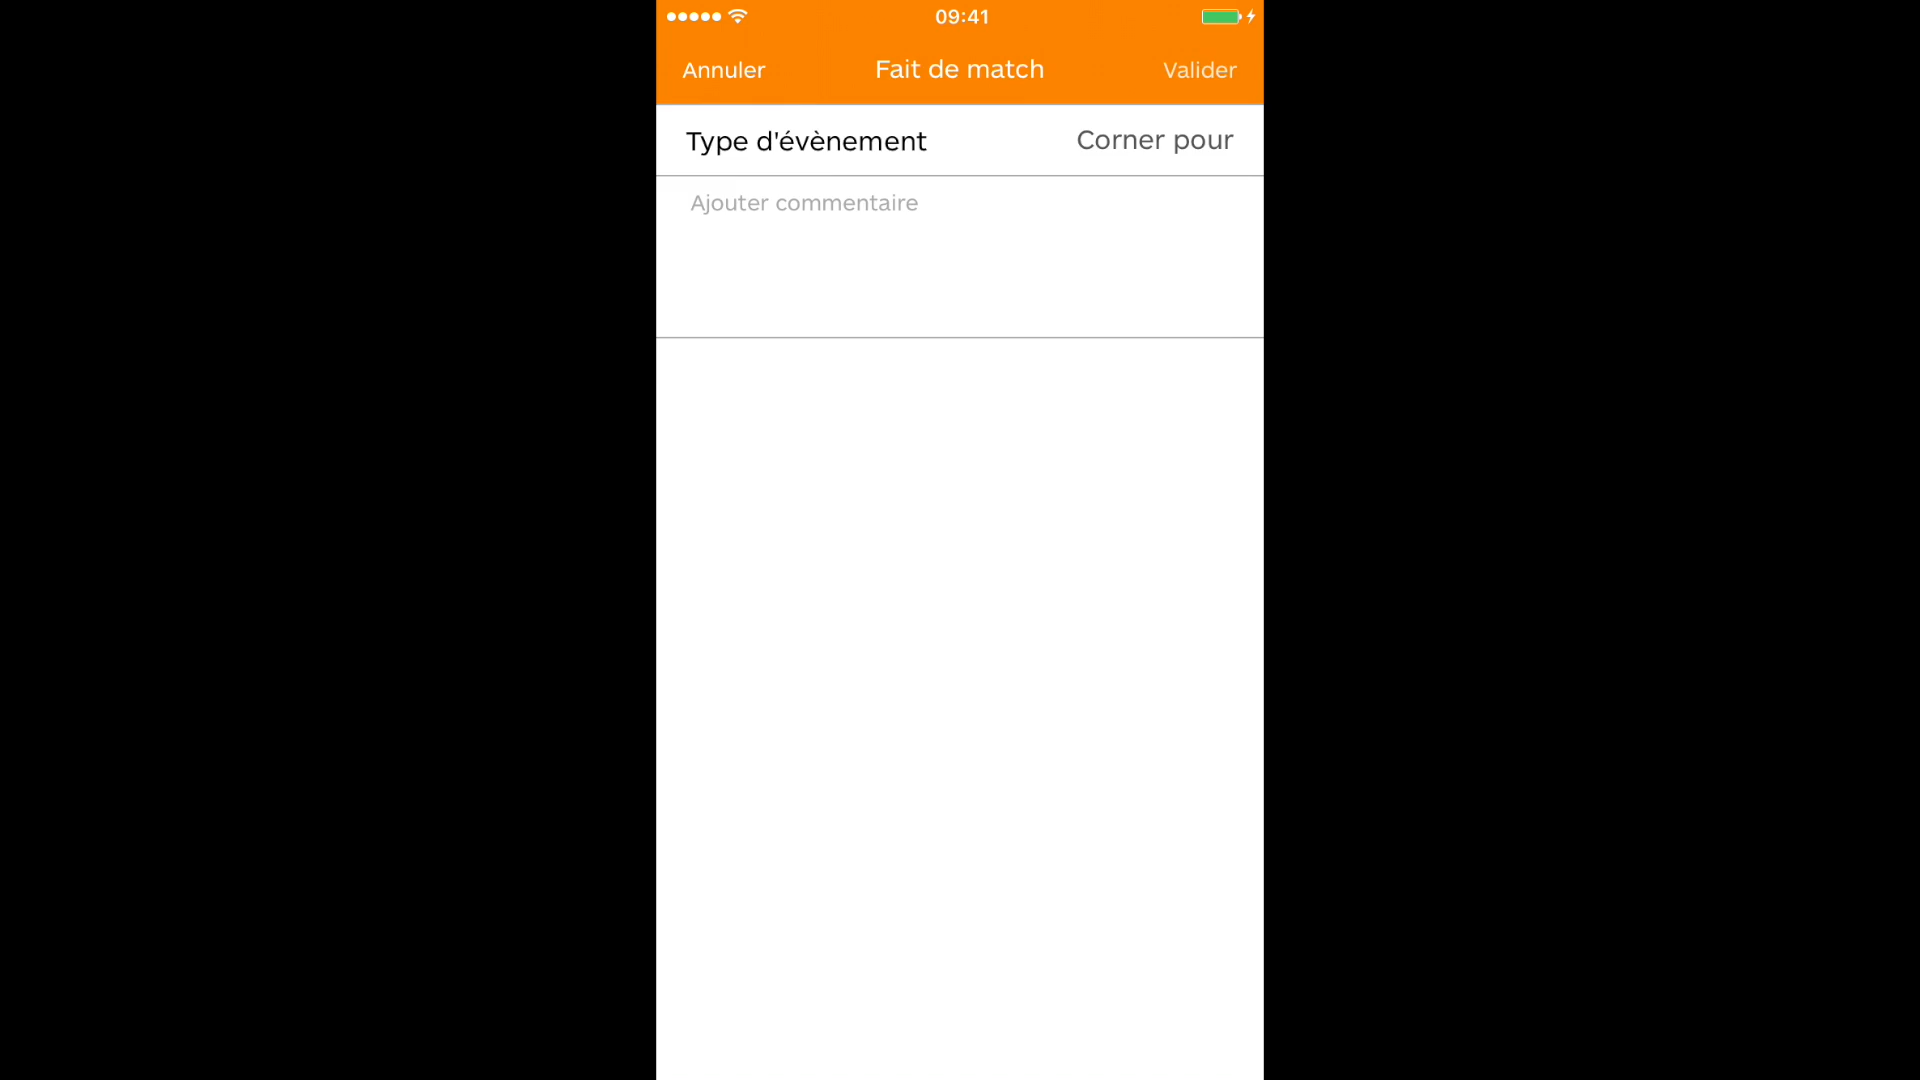 09:41
Annuler Fait de match Valider
Type d'évènement Corner pour
Ajouter commentaire